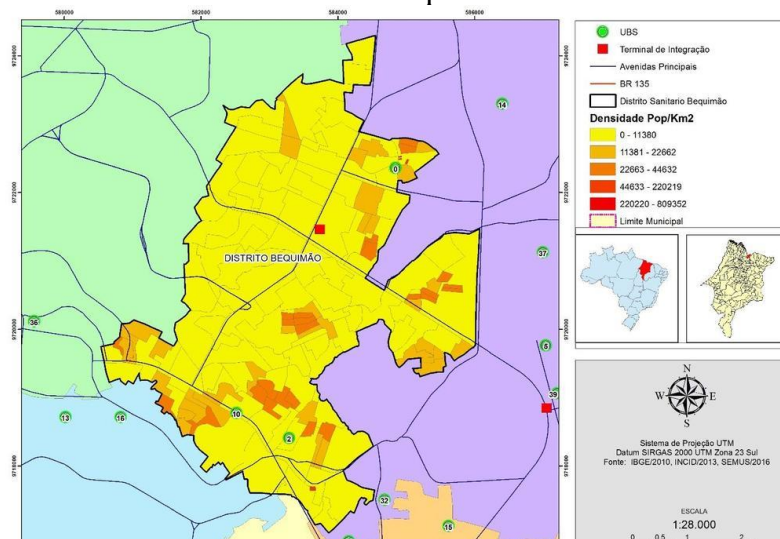 580000 582000 584000 586000
UBS
Terminal de Integração
Avenidas Principais
BR 135
Distrito Sanitario Bequimão
Densidade Pop/Km2
0 - 11380
11381 - 22662
22663 - 44632
44633 - 220219
220220 - 809352
Limite Municipal
9724000
14
0
9722000
DISTRITO BEQUIMÃO
37
36
9720000
5
39
13
16
10
2
9718000
32
15
N
W E
S
Sistema de Projeção UTM
Datum SIRGAS 2000 UTM Zona 23 Sul
Fonte: IBGE/2010, INCID/2013, SEMUS/2016
ESCALA
1:28.000
0 0.5 1 2